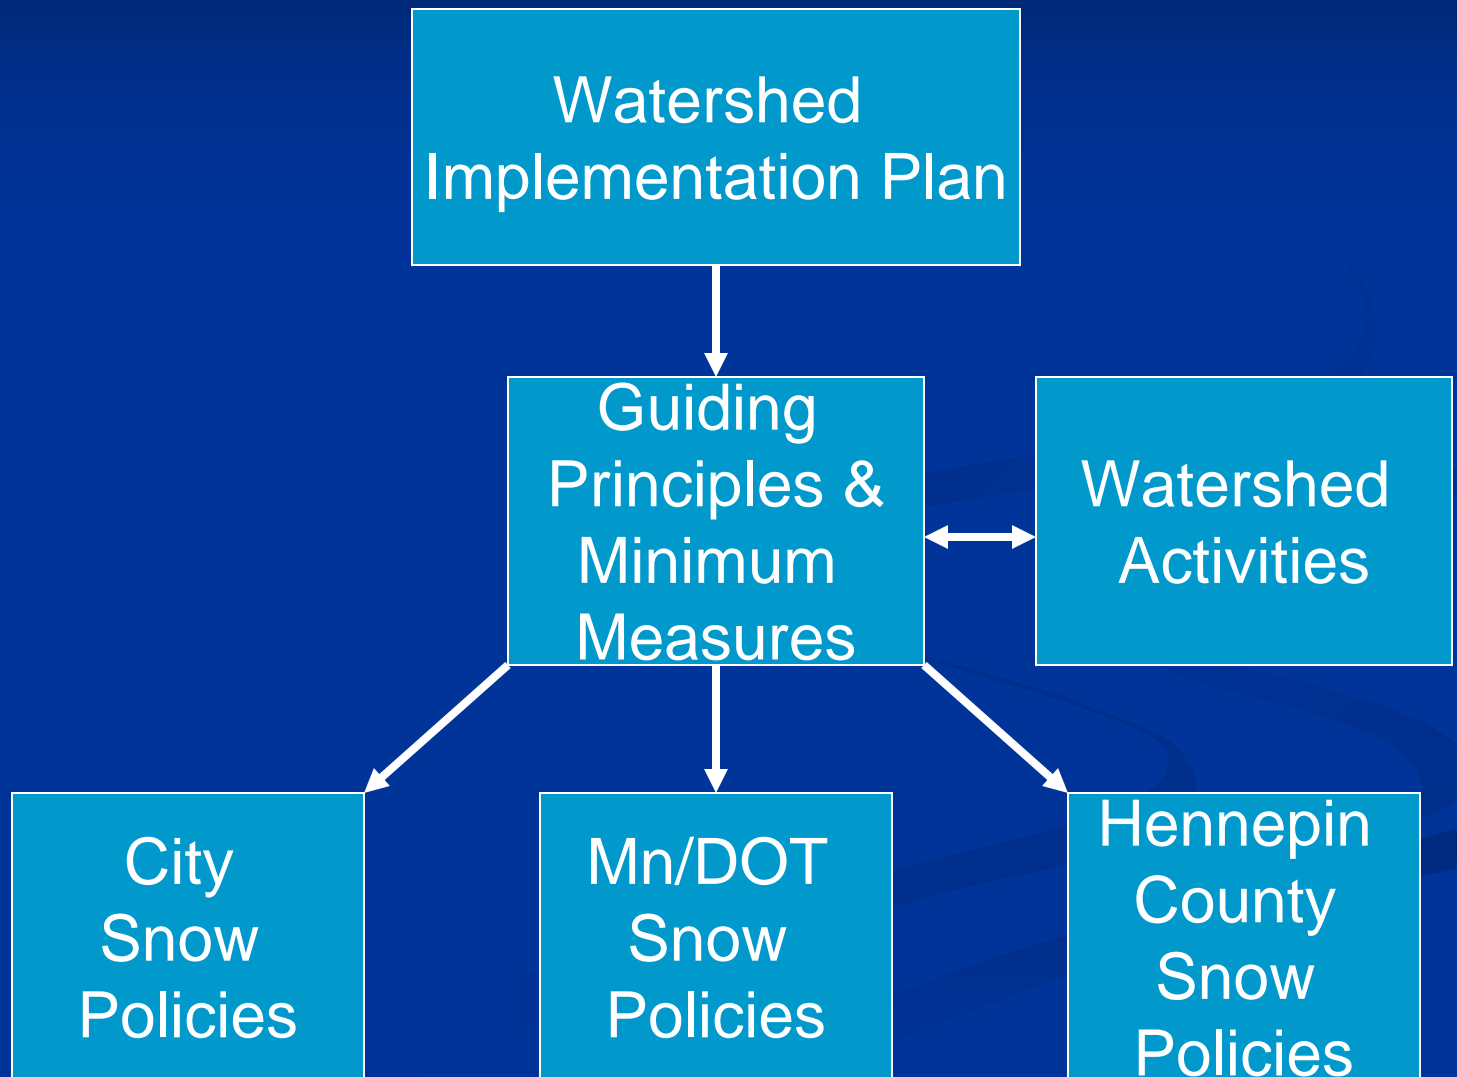 Watershed
Implementation Plan
Guiding
Principles &
Minimum
Measures
Watershed
Activities
City
Snow
Policies
Mn/DOT
Snow
Policies
Hennepin
County
Snow
Policies